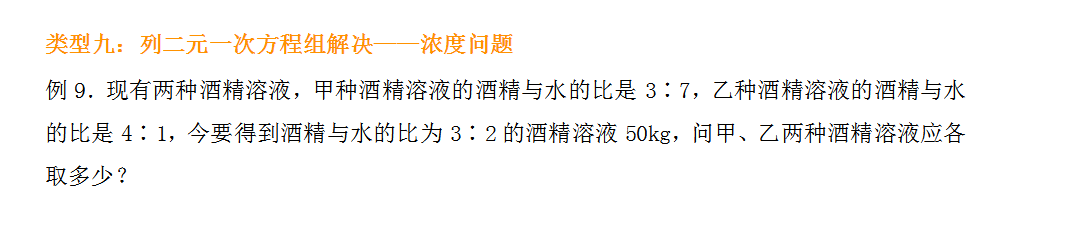 类型九：列二元一次方程组解决——浓度问题
例 9．现有两种酒精溶液，甲种酒精溶液的酒精与水的比是 3∶7，乙种酒精溶液的酒精与水
的比是 4∶1，今要得到酒精与水的比为 3∶2 的酒精溶液 50kg，问甲、乙两种酒精溶液应各
取多少？